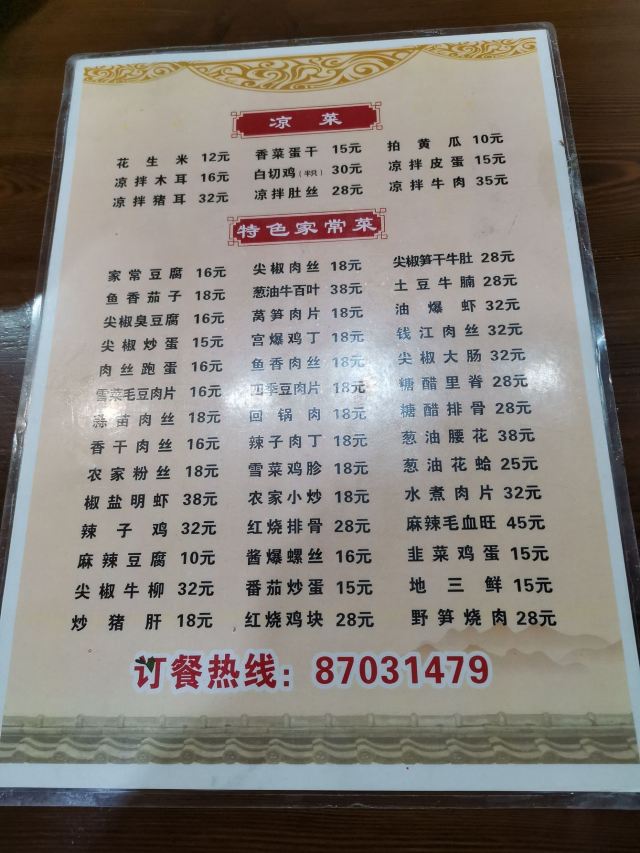 凉 菜
花生米 12元 香菜蛋干 15元 拍黄瓜 10元
凉拌木耳 16元 白切鸡(半只) 30元 凉拌皮蛋 15元
凉拌猪耳 32元 凉拌肚丝 28元 凉拌牛肉 35元
特色家常菜
家常豆腐 16元 尖椒肉丝 18元 尖椒笋干牛肚 28元
鱼香茄子 18元 葱油牛百叶 38元 土豆牛腩 28元
尖椒臭豆腐 16元 莴笋肉片 18元 油爆虾 32元
尖椒炒蛋 15元 宫爆鸡丁 18元 钱江肉丝 32元
肉丝跑蛋 16元 鱼香肉丝 18元 尖椒大肠 32元
雪菜毛豆肉片 16元 四季豆肉片 18元 糖醋里脊 28元
蒜苗肉丝 18元 回锅肉 18元 糖醋排骨 28元
香干肉丝 16元 辣子肉丁 18元 葱油腰花 38元
农家粉丝 18元 雪菜鸡胗 18元 葱油花蛤 25元
椒盐明虾 38元 农家小炒 18元 水煮肉片 32元
辣子鸡 32元 红烧排骨 28元 麻辣毛血旺 45元
麻辣豆腐 10元 酱爆螺丝 16元 韭菜鸡蛋 15元
尖椒牛柳 32元 番茄炒蛋 15元 地三鲜 15元
炒猪肝 18元 红烧鸡块 28元 野笋烧肉 28元
订餐热线：87031479